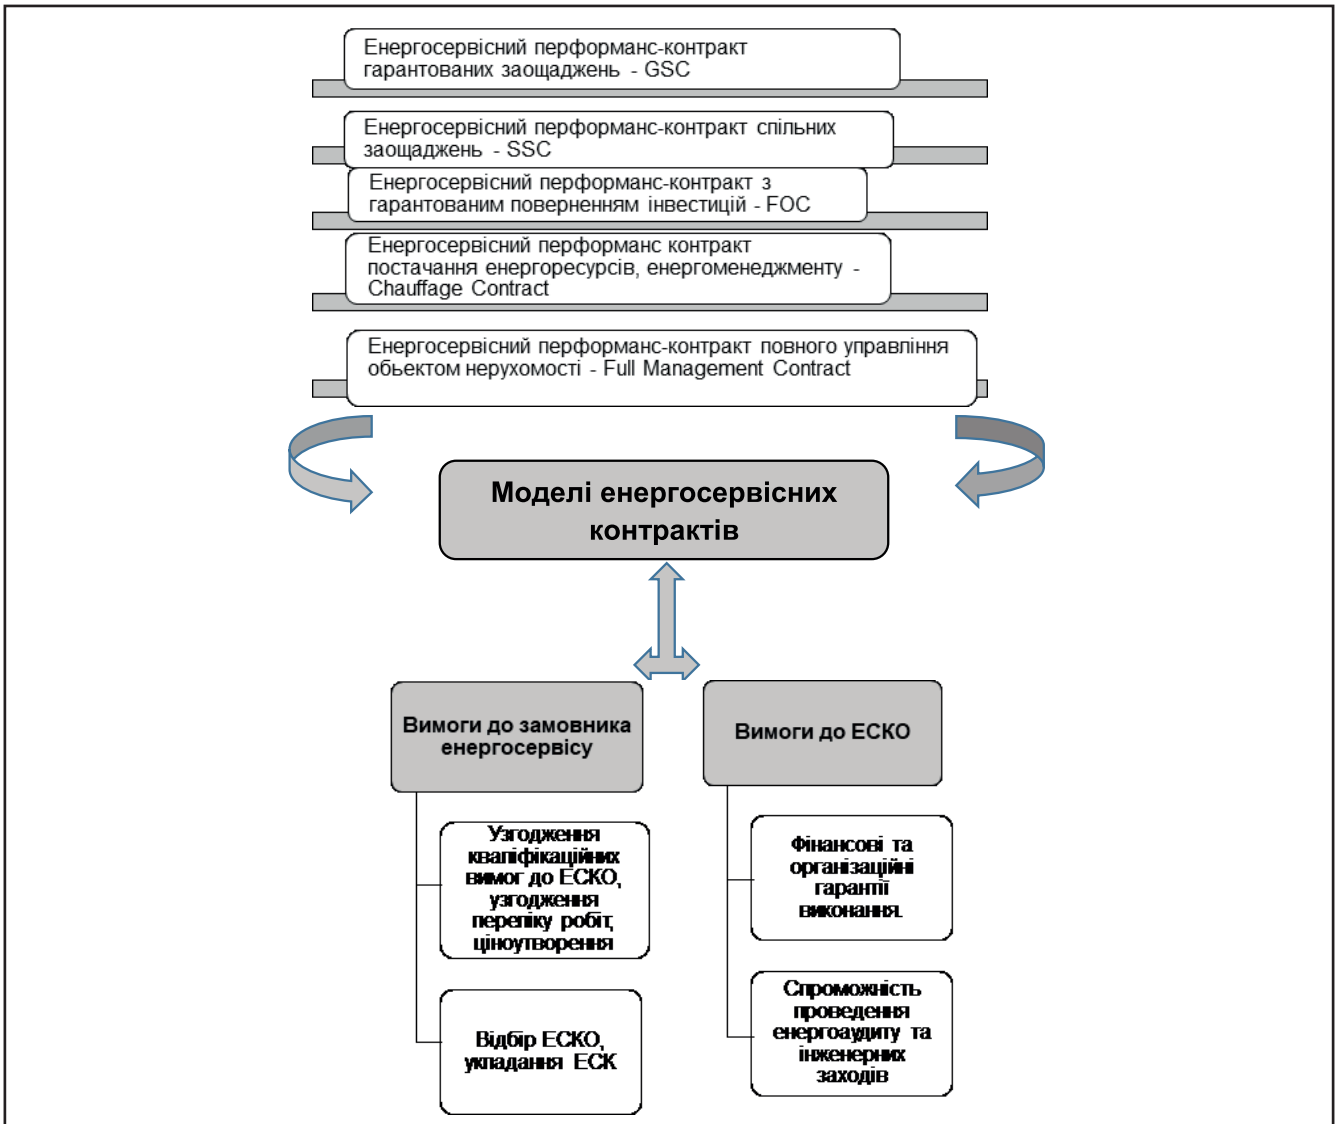 Енергосервісний перформанс-контракт
гарантованих заощаджень - GSC
Енергосервісний перформанс-контракт спільних
заощаджень - SSC
Енергосервісний перформанс-контракт з
гарантованим поверненням інвестицій - FOC
Енергосервісний перформанс контракт
постачання енергоресурсів, енергоменеджменту -
Chauffage Contract
Енергосервісний перформанс-контракт повного управління
обьектом нерухомості - Full Management Contract
Моделі енергосервісних
контрактів
Вимоги до замовника
енергосервісу
Узгодження
кваліфікаційних
вимог до ЕСКО,
узгодження
переліку робіт,
ціноутворення
Відбір ЕСКО,
укладання ЕСК
Вимоги до ЕСКО
Фінансові та
організаційні
гарантії
виконання.
Спроможність
проведення
енергоаудиту та
інженерних
заходів